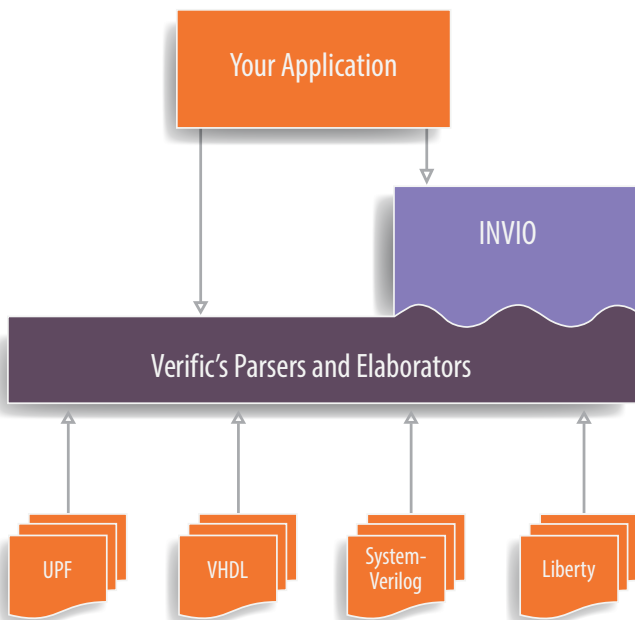 Your Application
INVIO
Verific's Parsers and Elaborators
UPF
VHDL
System-
Verilog
Liberty